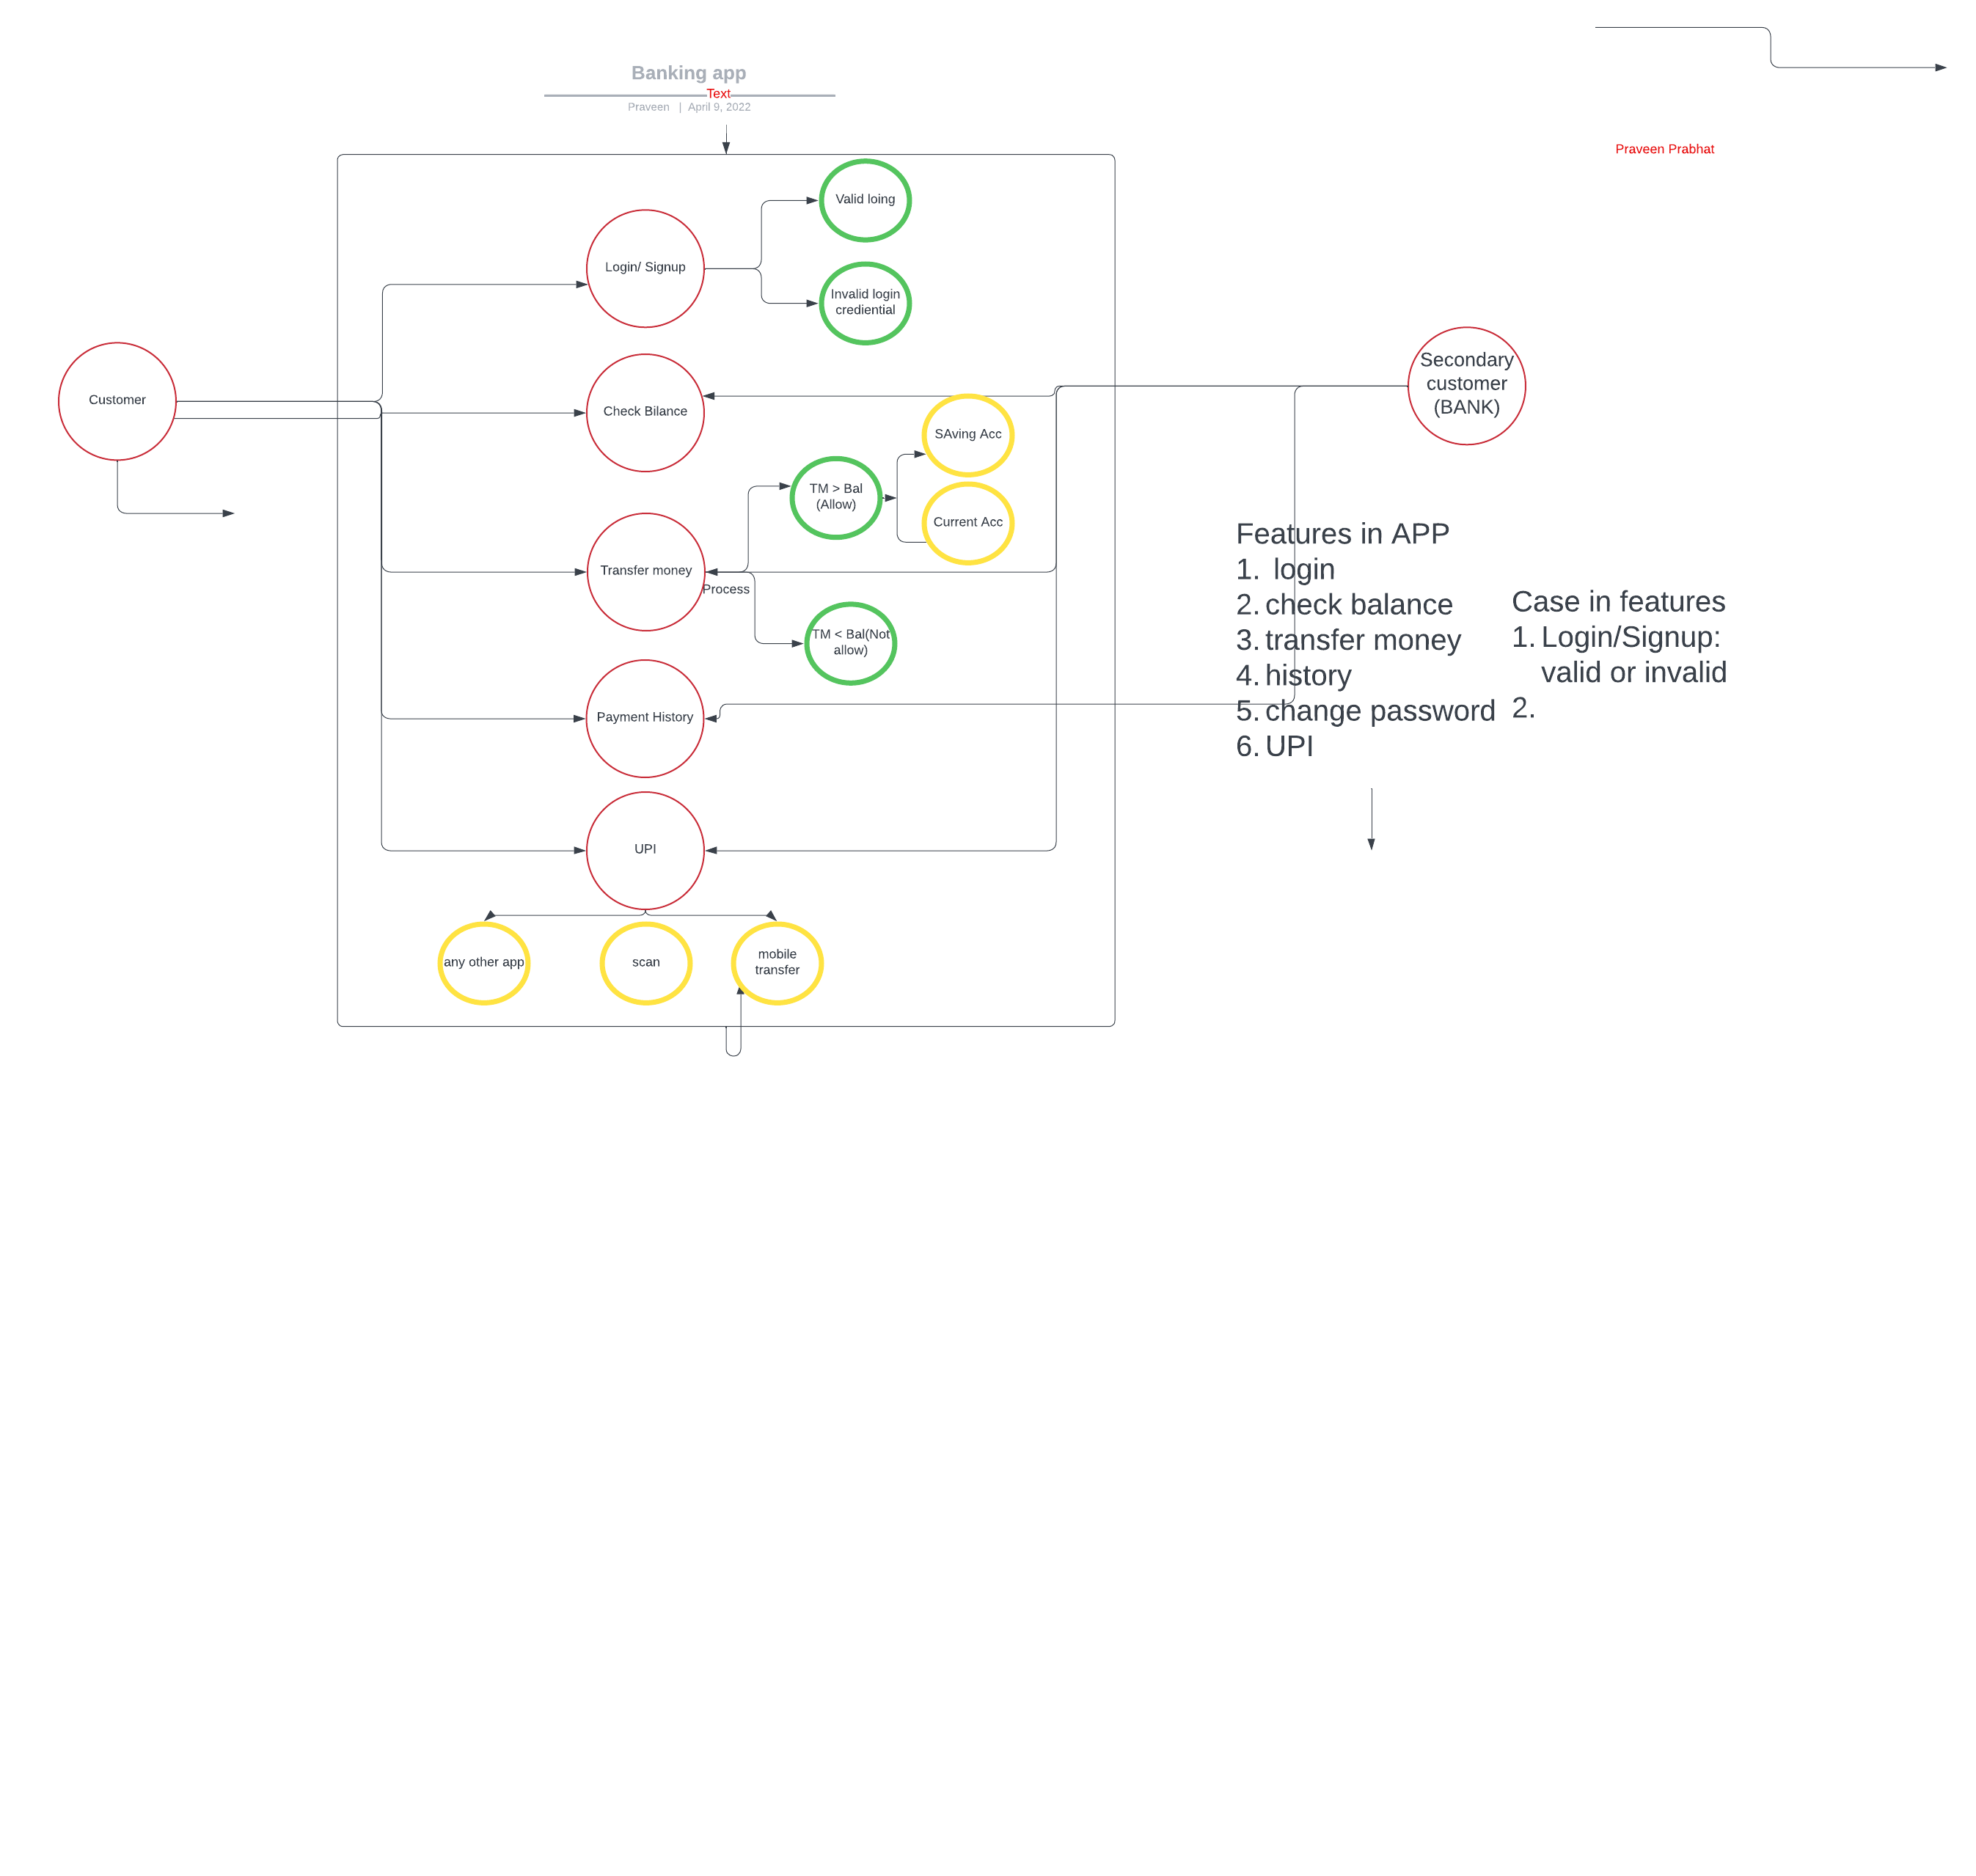 Banking app
Text
Praveen | April 9, 2022
Praveen Prabhat
Valid loing
Login/ Signup
Invalid login
crediential
Customer
Check Bilance
Secondary
customer
(BANK)
SAving Acc
TM > Bal
(Allow)
Current Acc
Transfer money
Process
TM < Bal(Not
allow)
Payment History
UPI
any other app
scan
mobile
transfer
Features in APP
1. login
2. check balance
3. transfer money
4. history
5. change password
6. UPI
Case in features
1. Login/Signup:
valid or invalid
2.